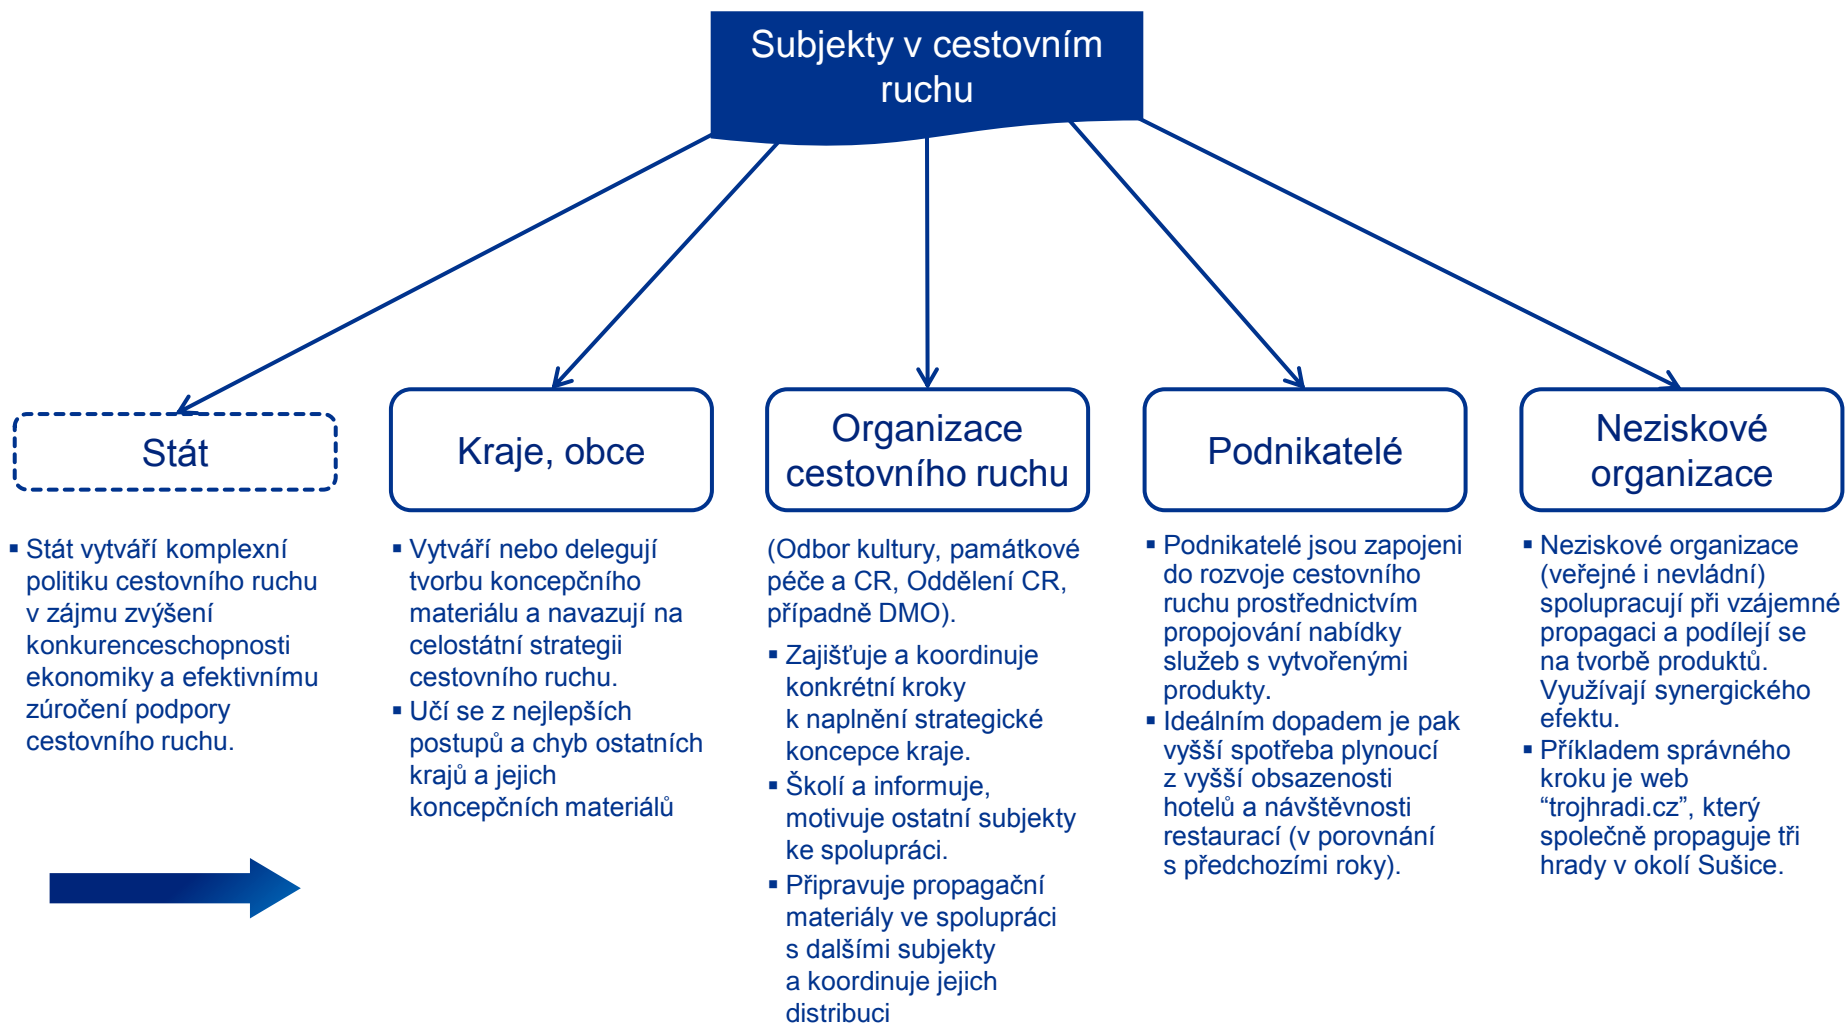 Subjekty v cestovním
ruchu
Stát
▪ Stát vytváří komplexní
politiku cestovního ruchu
v zájmu zvýšení
konkurenceschopnosti
ekonomiky a efektivnímu
zúročení podpory
cestovního ruchu.
Kraje, obce
▪ Vytváří nebo delegují
tvorbu koncepčního
materiálu a navazují na
celostátní strategii
cestovního ruchu.
▪ Učí se z nejlepších
postupů a chyb ostatních
krajů a jejich
koncepčních materiálů
Organizace
cestovního ruchu
(Odbor kultury, památkové
péče a CR, Oddělení CR,
případně DMO).
▪ Zajišťuje a koordinuje
konkrétní kroky
k naplnění strategické
koncepce kraje.
▪ Školí a informuje,
motivuje ostatní subjekty
ke spolupráci.
▪ Připravuje propagační
materiály ve spolupráci
s dalšími subjekty
a koordinuje jejich
distribuci
Podnikatelé
▪ Podnikatelé jsou zapojeni
do rozvoje cestovního
ruchu prostřednictvím
propojování nabídky
služeb s vytvořenými
produkty.
▪ Ideálním dopadem je pak
vyšší spotřeba plynoucí
z vyšší obsazenosti
hotelů a návštěvnosti
restaurací (v porovnání
s předchozími roky).
Neziskové
organizace
▪ Neziskové organizace
(veřejné i nevládní)
spolupracují při vzájemné
propagaci a podílejí se
na tvorbě produktů.
Využívají synergického
efektu.
▪ Příkladem správného
kroku je web
“trojhradi.cz”, který
společně propaguje tři
hrady v okolí Sušice.